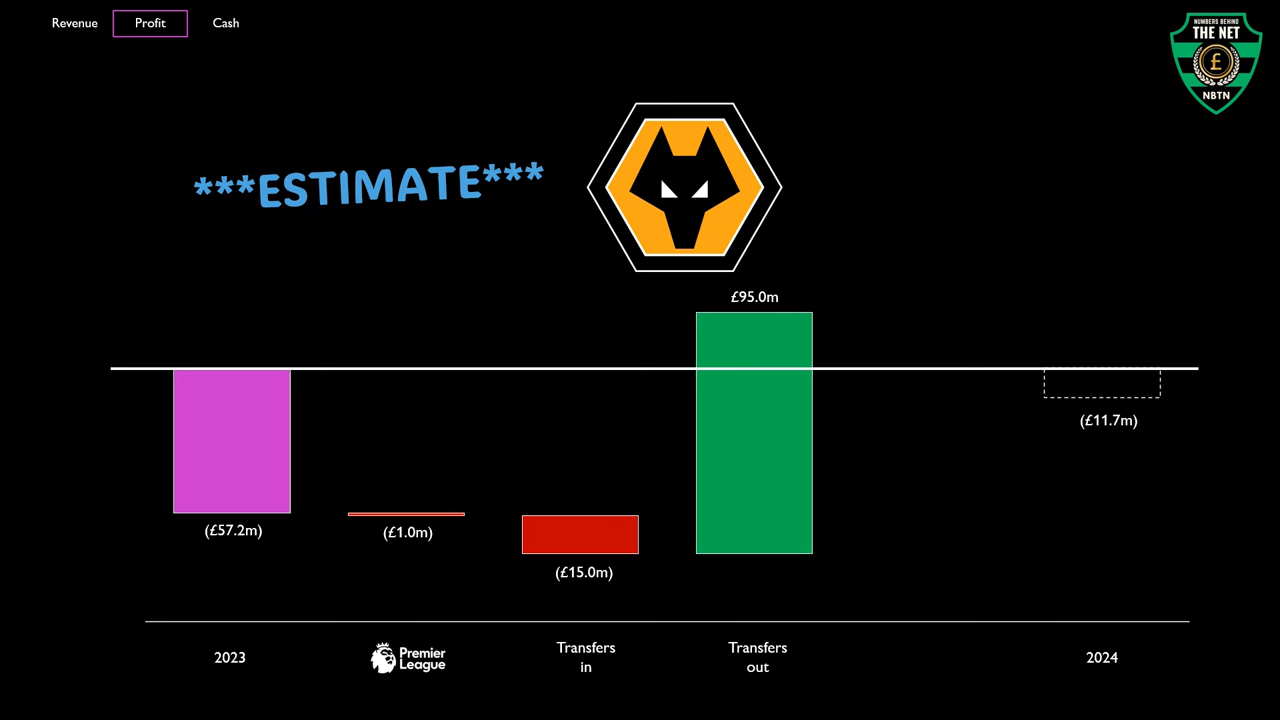 Revenue
Profit
Cash
NUMBERS BEHIND
THE NET
£
NBTN
***ESTIMATE***
£95.0m
(£11.7m)
(£57.2m)
(£1.0m)
(£15.0m)
2023
Premier
League
Transfers
in
Transfers
out
2024